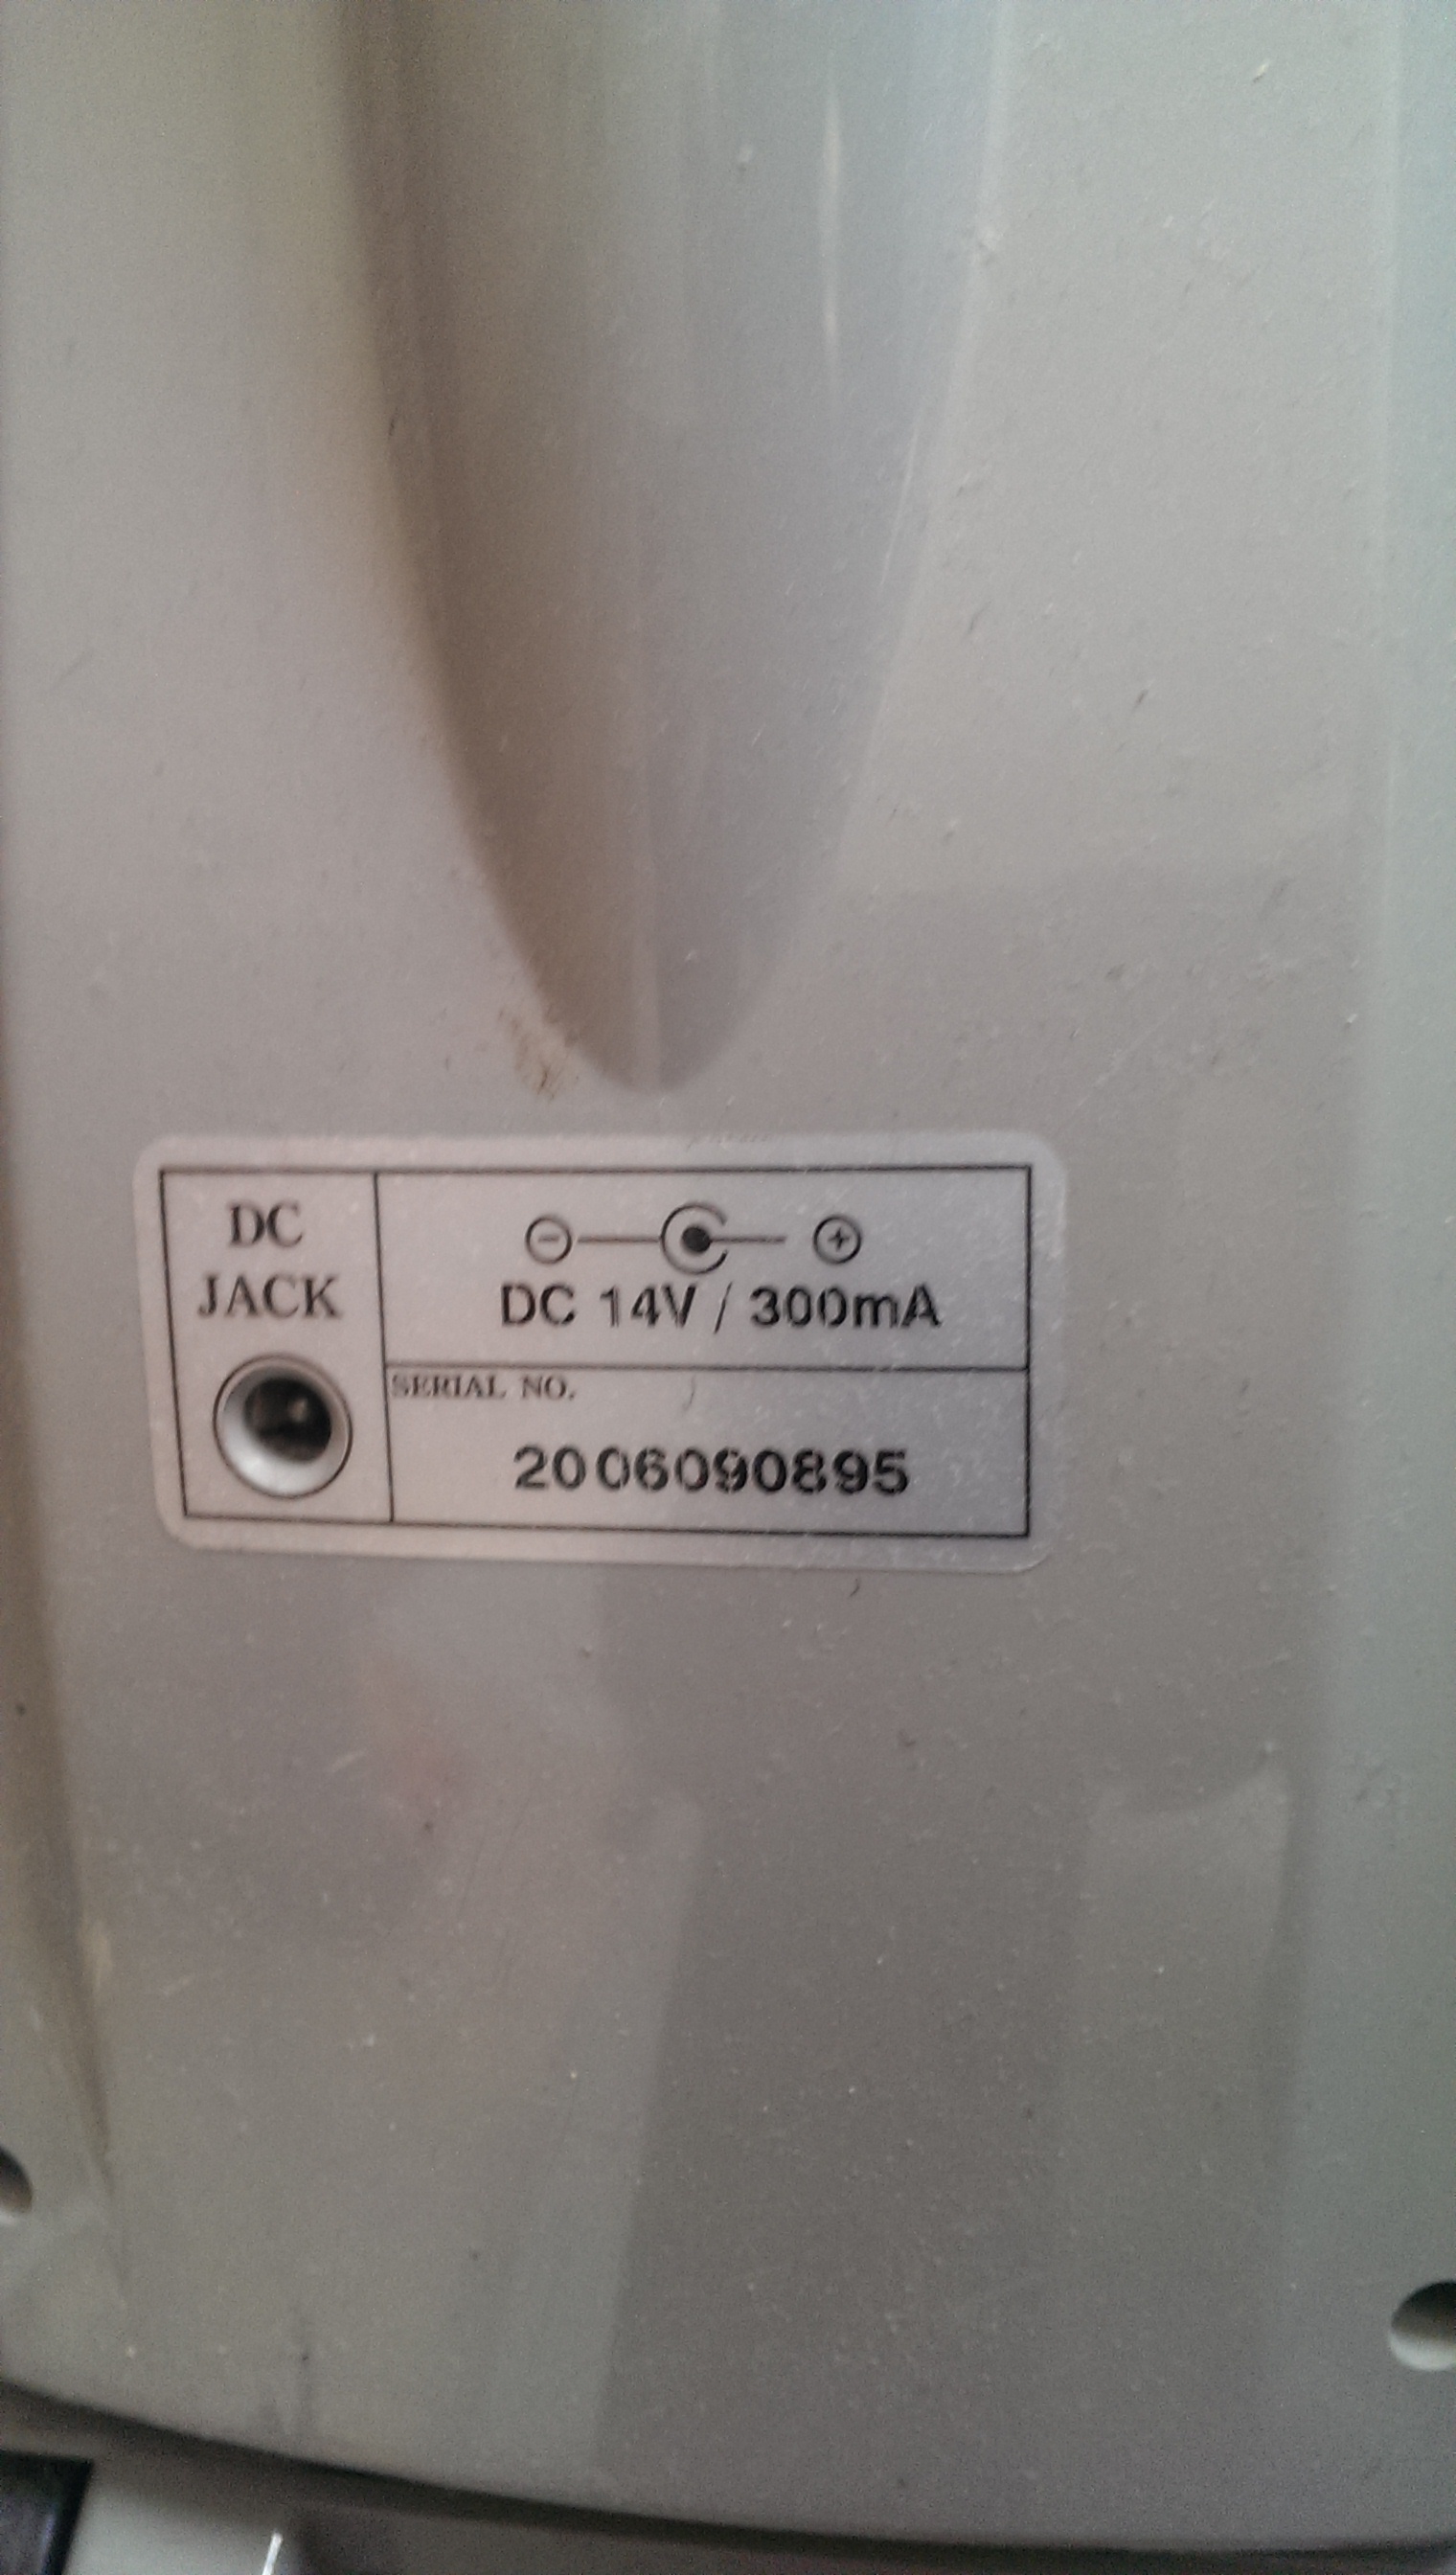 DC
JACK
⊖ ⊕
DC 14V / 300mA
SERIAL NO.
2006090895